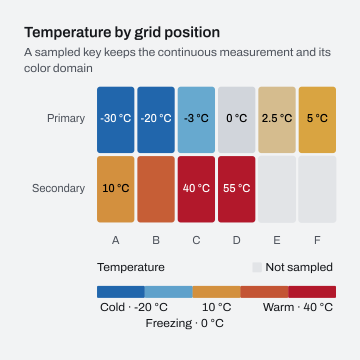 Temperature by grid position
A sampled key keeps the continuous measurement and its
color domain
Primary -30 °C -20 °C -3 °C 0 °C 2.5 °C 5 °C
Secondary 10 °C 40 °C 55 °C
A B C D E F
Temperature Not sampled
Cold · -20 °C 10 °C Warm · 40 °C
Freezing · 0 °C